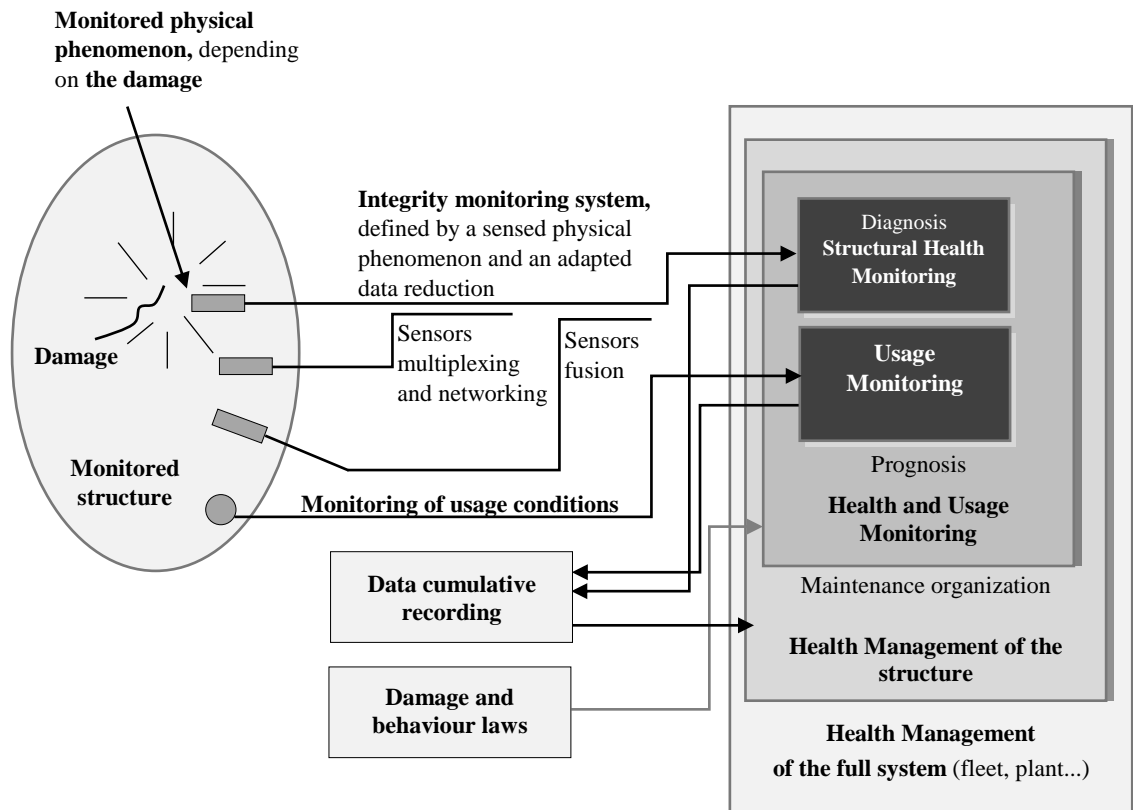 Monitored physical
phenomenon, depending
on the damage
Integrity monitoring system,
defined by a sensed physical
phenomenon and an adapted
data reduction
Sensors
multiplexing
and networking
Sensors
fusion
Damage
Monitored
structure
Monitoring of usage conditions
Data cumulative
recording
Damage and
behaviour laws
Diagnosis
Structural Health
Monitoring
Usage
Monitoring
Prognosis
Health and Usage
Monitoring
Maintenance organization
Health Management of the
structure
Health Management
of the full system (fleet, plant...)